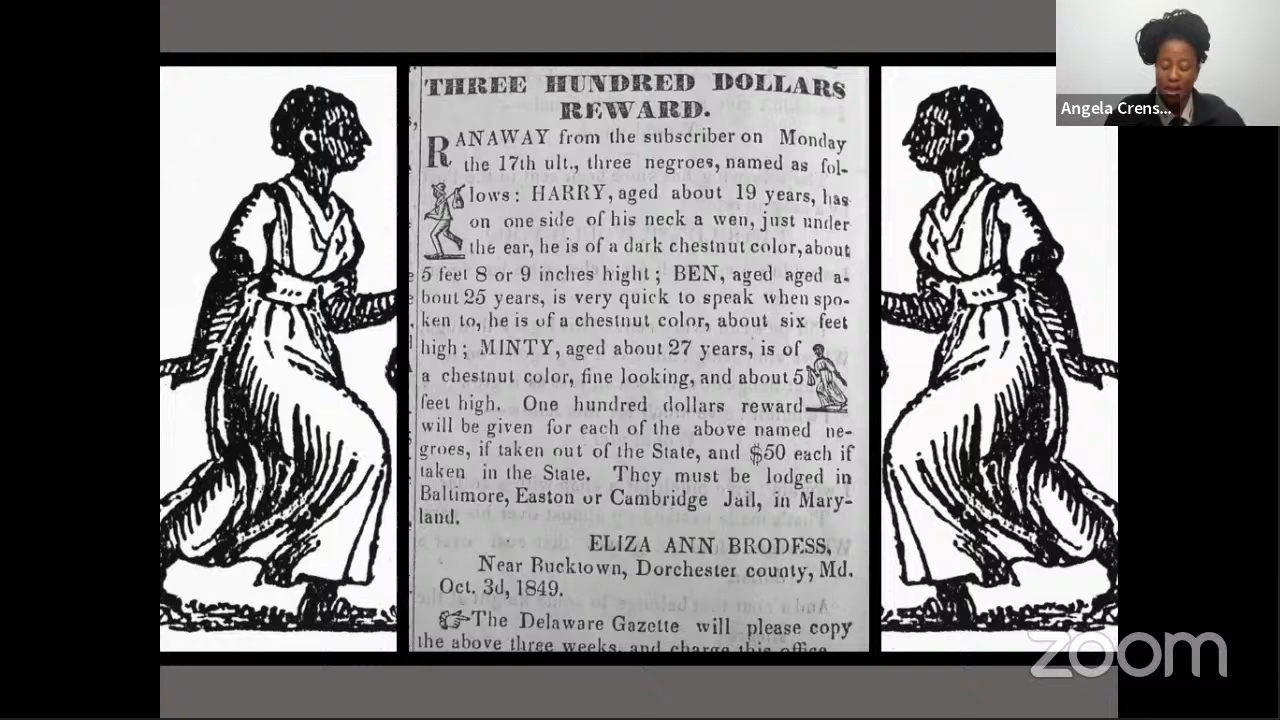 THREE HUNDRED DOLLARS
REWARD.
RANAWAY from the subscriber on Monday
the 17th ult., three negroes, named as fol-
lows: HARRY, aged about 19 years, has
on one side of his neck a wen, just under
the ear, he is of a dark chestnut color, about
5 feet 8 or 9 inches hight; BEN, aged aged a-
bout 25 years, is very quick to speak when spo-
ken to, he is of a chestnut color, about six feet
high; MINTY, aged about 27 years, is of
a chestnut color, fine looking, and about 5
feet high. One hundred dollars reward
will be given for each of the above named ne-
groes, if taken out of the State, and $50 each if
taken in the State. They must be lodged in
Baltimore, Easton or Cambridge Jail, in Mary-
land.
ELIZA ANN BRODESS,
Near Bucktown, Dorchester county, Md.
Oct. 3d, 1849.
☞The Delaware Gazette will please copy
the above three weeks, and charge this office.
Angela Crens...
zoom